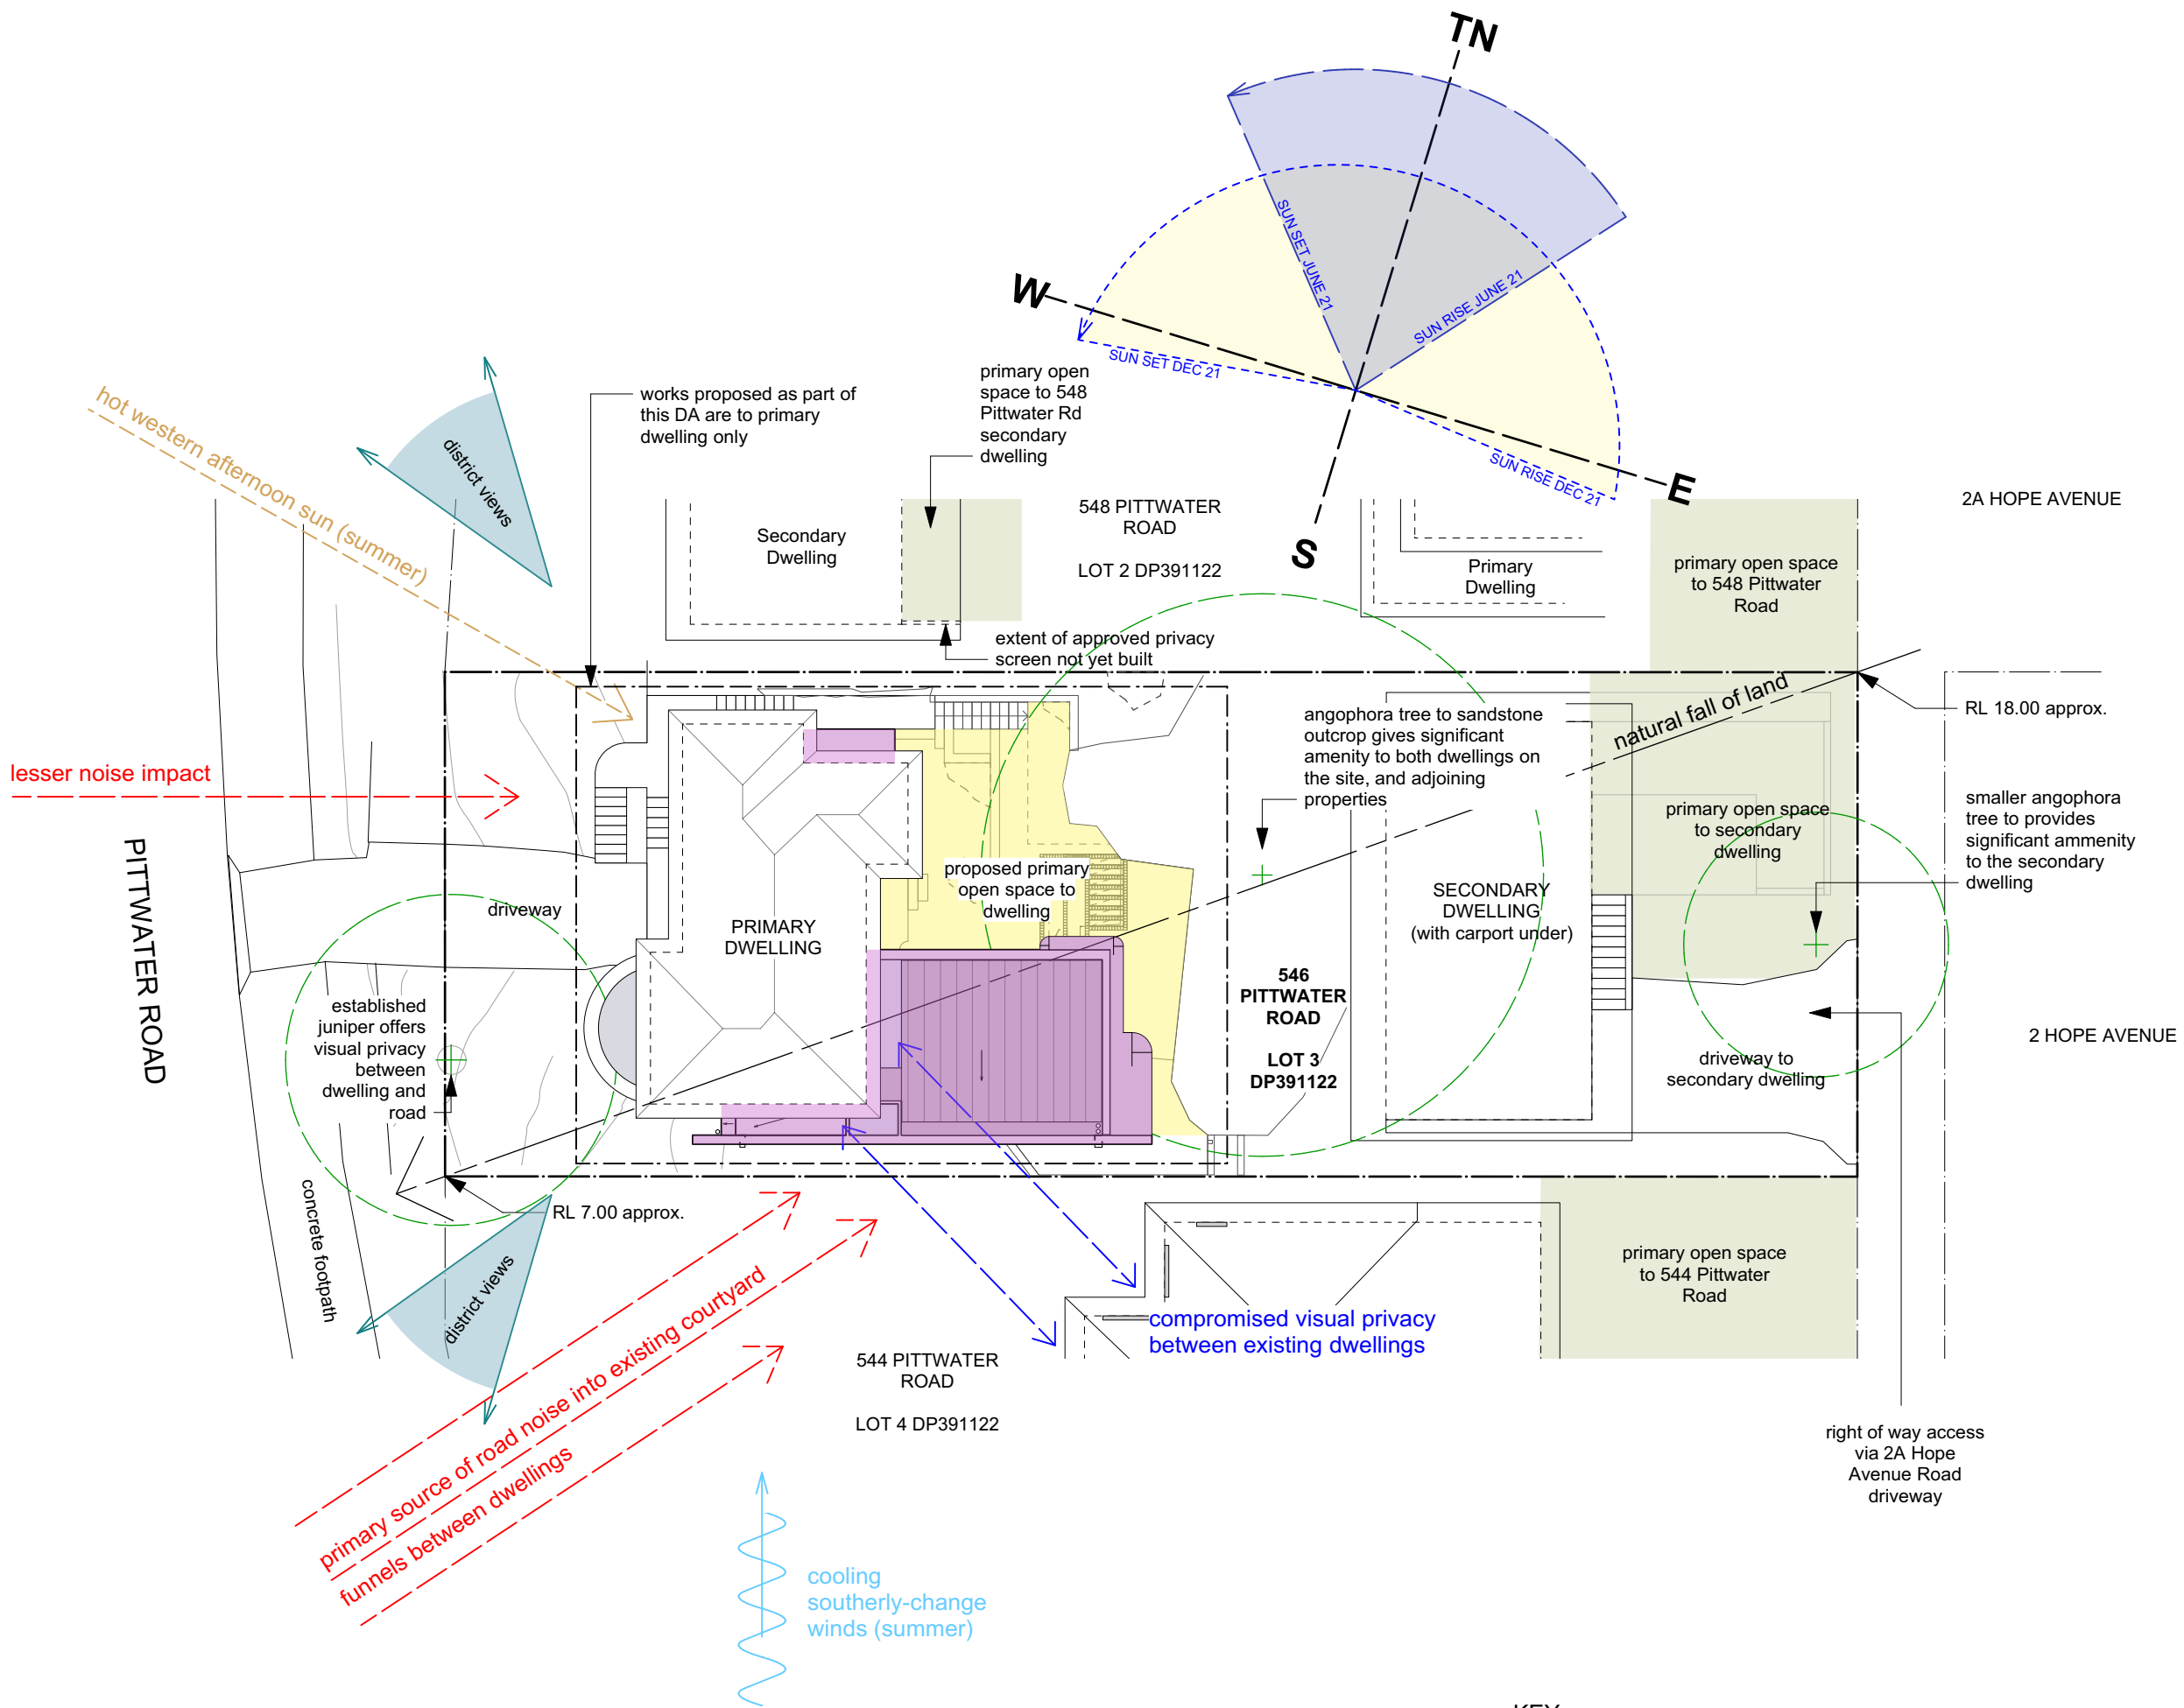 TN
SUN SET JUNE 21
SUN RISE JUNE 21
W
SUN SET DEC 21
SUN RISE DEC 21
E
S
hot western afternoon sun (summer)
district views
works proposed as part of
this DA are to primary
dwelling only
primary open
space to 548
Pittwater Rd
secondary
dwelling
Secondary
Dwelling
548 PITTWATER
ROAD
LOT 2 DP391122
Primary
Dwelling
primary open space
to 548 Pittwater
Road
2A HOPE AVENUE
extent of approved privacy
screen not yet built
natural fall of land
RL 18.00 approx.
angophora tree to sandstone
outcrop gives significant
amenity to both dwellings on
the site, and adjoining
properties
lesser noise impact
PITTWATER ROAD
driveway
PRIMARY
DWELLING
proposed primary
open space to
dwelling
SECONDARY
DWELLING
(with carport under)
primary open space
to secondary
dwelling
smaller angophora
tree to provides
significant ammenity
to the secondary
dwelling
546
PITTWATER
ROAD
LOT 3
DP391122
established
juniper offers
visual privacy
between
dwelling and
road
driveway to
secondary dwelling
2 HOPE AVENUE
concrete footpath
RL 7.00 approx.
district views
primary source of road noise into existing courtyard
funnels between dwellings
compromised visual privacy
between existing dwellings
primary open space
to 544 Pittwater
Road
544 PITTWATER
ROAD
LOT 4 DP391122
right of way access
via 2A Hope
Avenue Road
driveway
cooling
southerly-change
winds (summer)
KEY